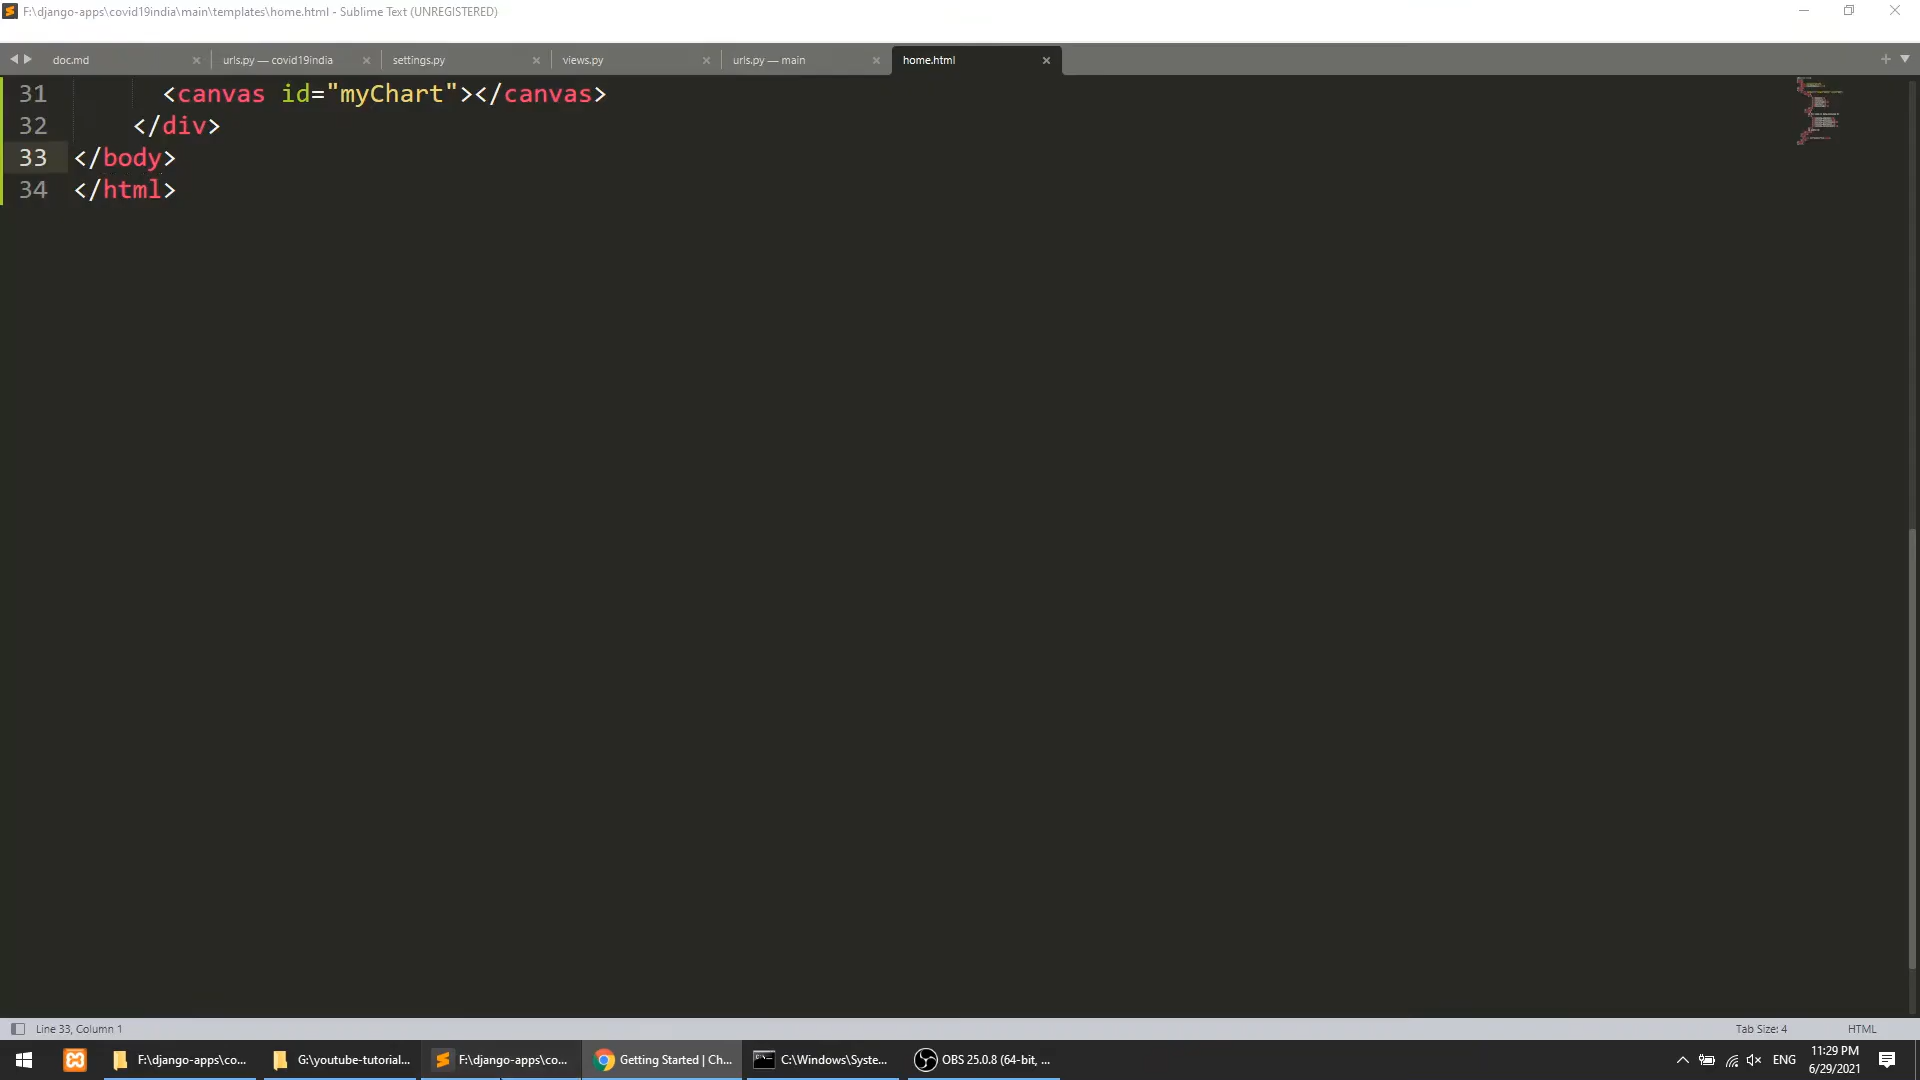 F:\django-apps\covid19india\main\templates\home.html - Sublime Text (UNREGISTERED)
doc.md
urls.py — covid19india
settings.py
views.py
urls.py — main
home.html
31 <canvas id="myChart"></canvas>
32 </div>
33 </body>
34 </html>
Line 33, Column 1
Tab Size: 4
HTML
F:\django-apps\co...
G:\youtube-tutorial...
F:\django-apps\co...
Getting Started | Ch...
C:\Windows\Syste...
OBS 25.0.8 (64-bit, ...
ENG
11:29 PM
6/29/2021